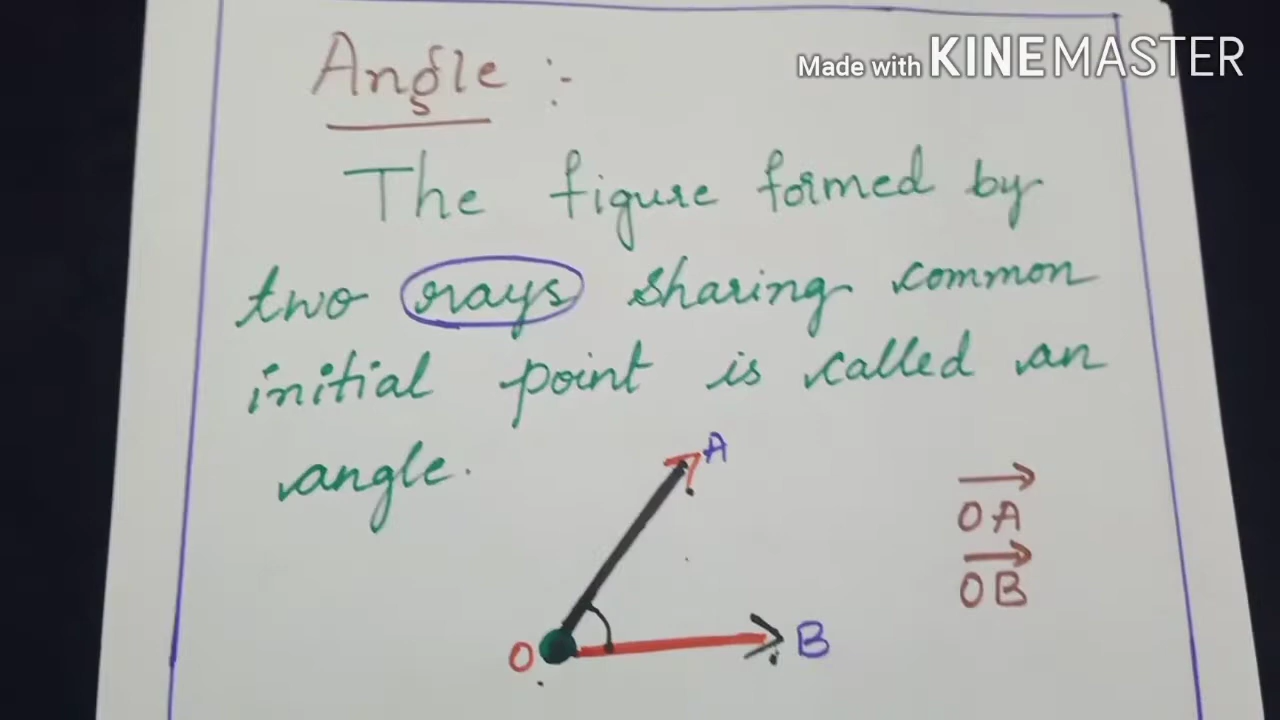 Made with KINEMASTER
Angle :-
The figure formed by
two rays sharing common
initial point is called an
angle.
A
OA
OB
O
B